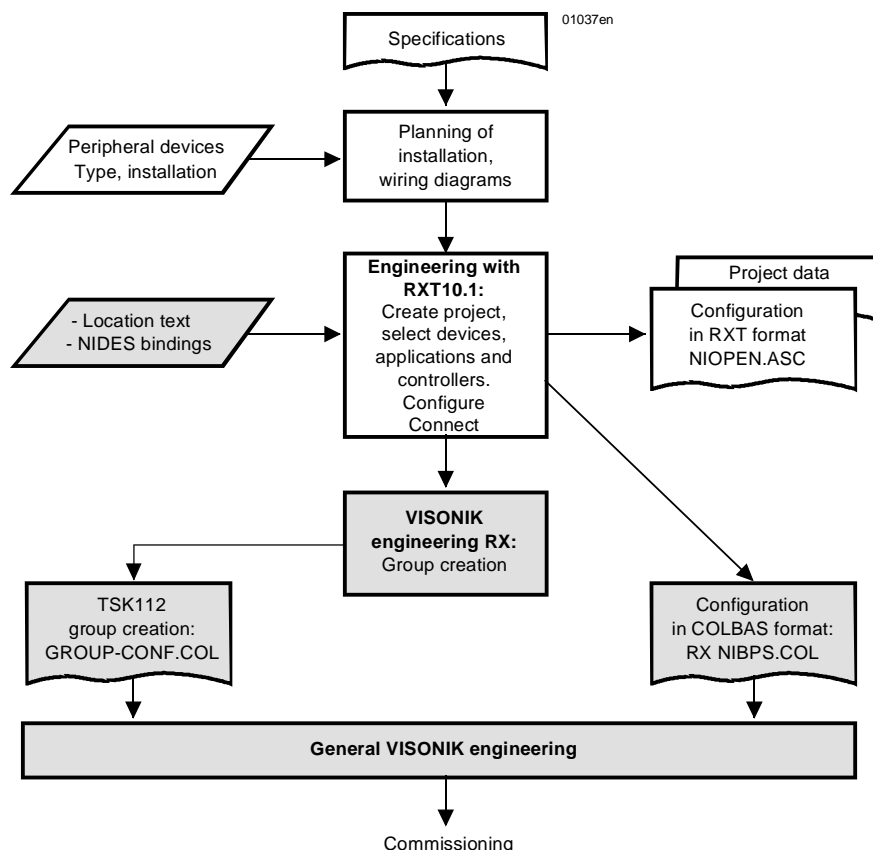 01037en
Specifications
Planning of
installation,
wiring diagrams
Peripheral devices
Type, installation
Engineering with
RXT10.1:
Create project,
select devices,
applications and
controllers.
Configure
Connect
- Location text
- NIDES bindings
Project data
Configuration
in RXT format
NIOPEN.ASC
VISONIK
engineering RX:
Group creation
TSK112
group creation:
GROUP-CONF.COL
Configuration
in COLBAS format:
RX NIBPS.COL
General VISONIK engineering
Commissioning